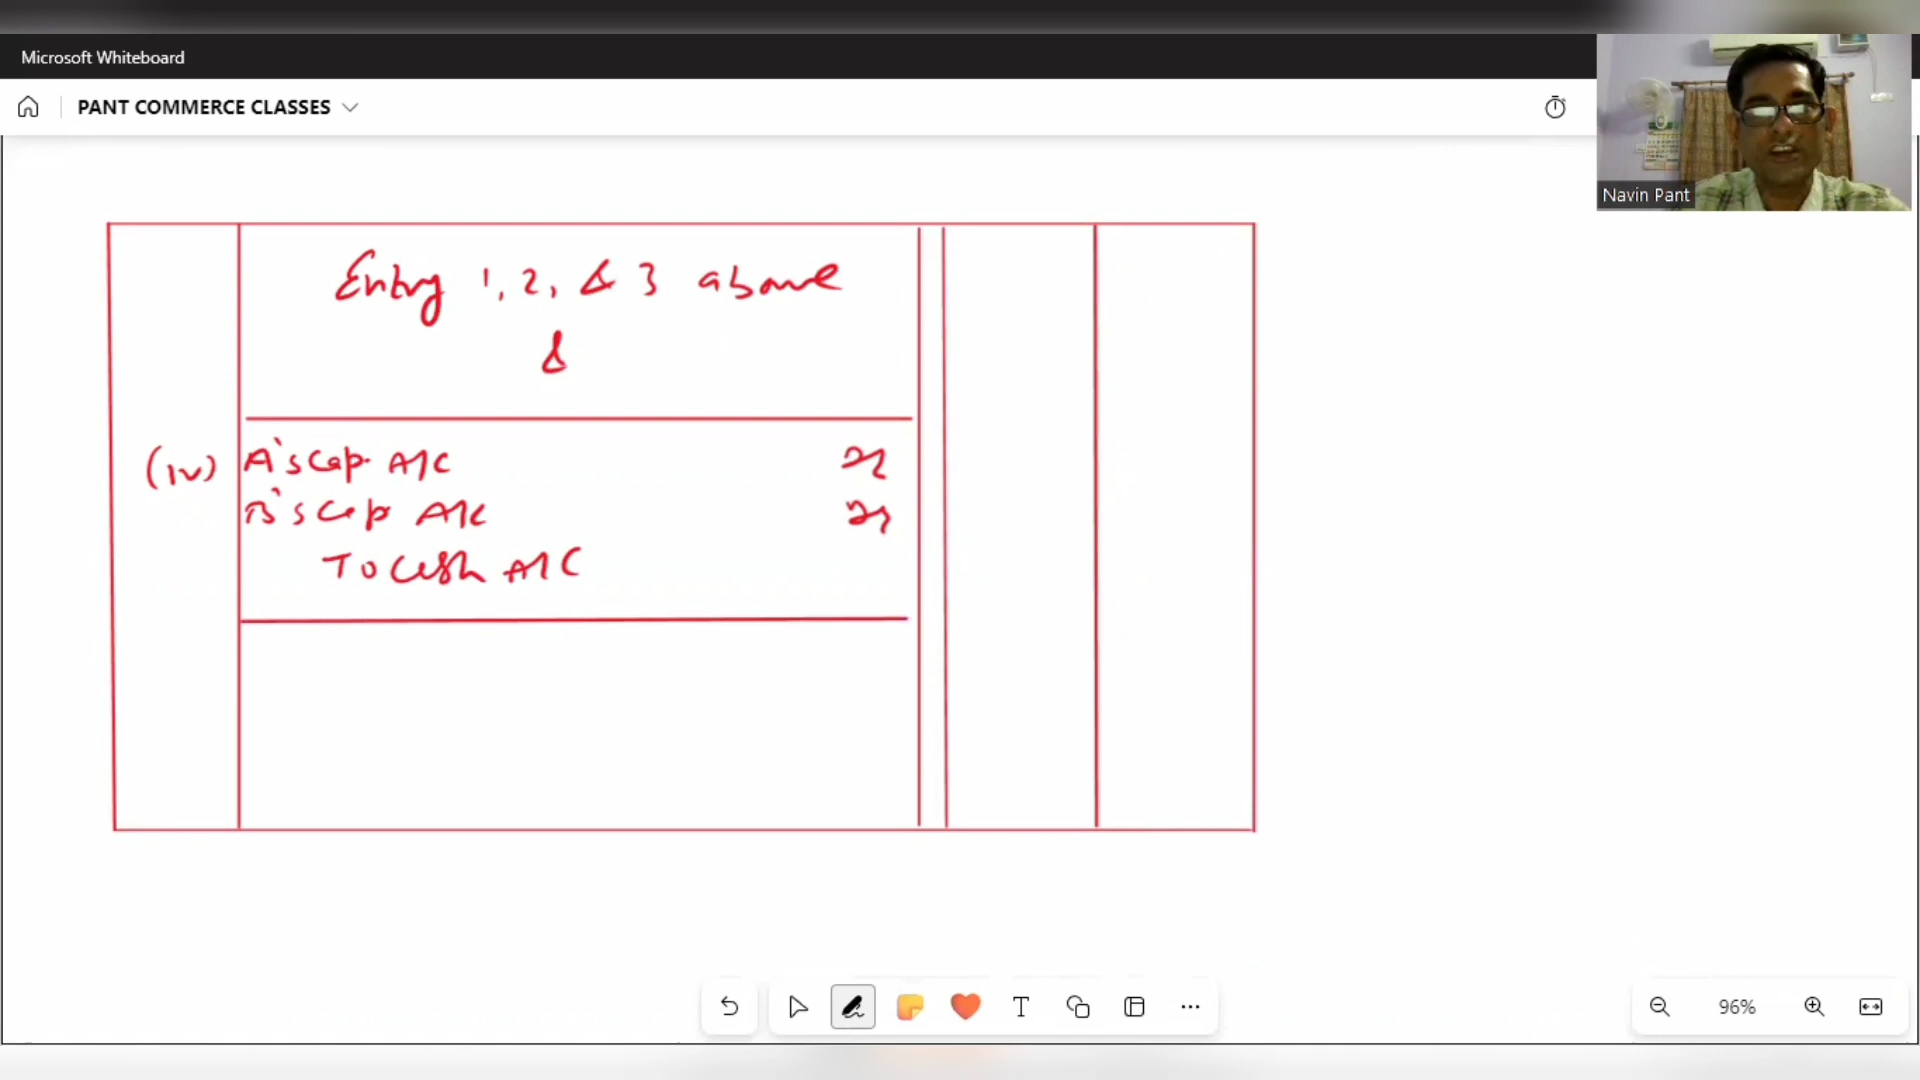 Microsoft Whiteboard
PANT COMMERCE CLASSES
Navin Pant
Entry 1, 2, & 3 above
&
(iv) A's Cap. A/C Dr
B's Cap A/C Dr
To Cash A/C
96%